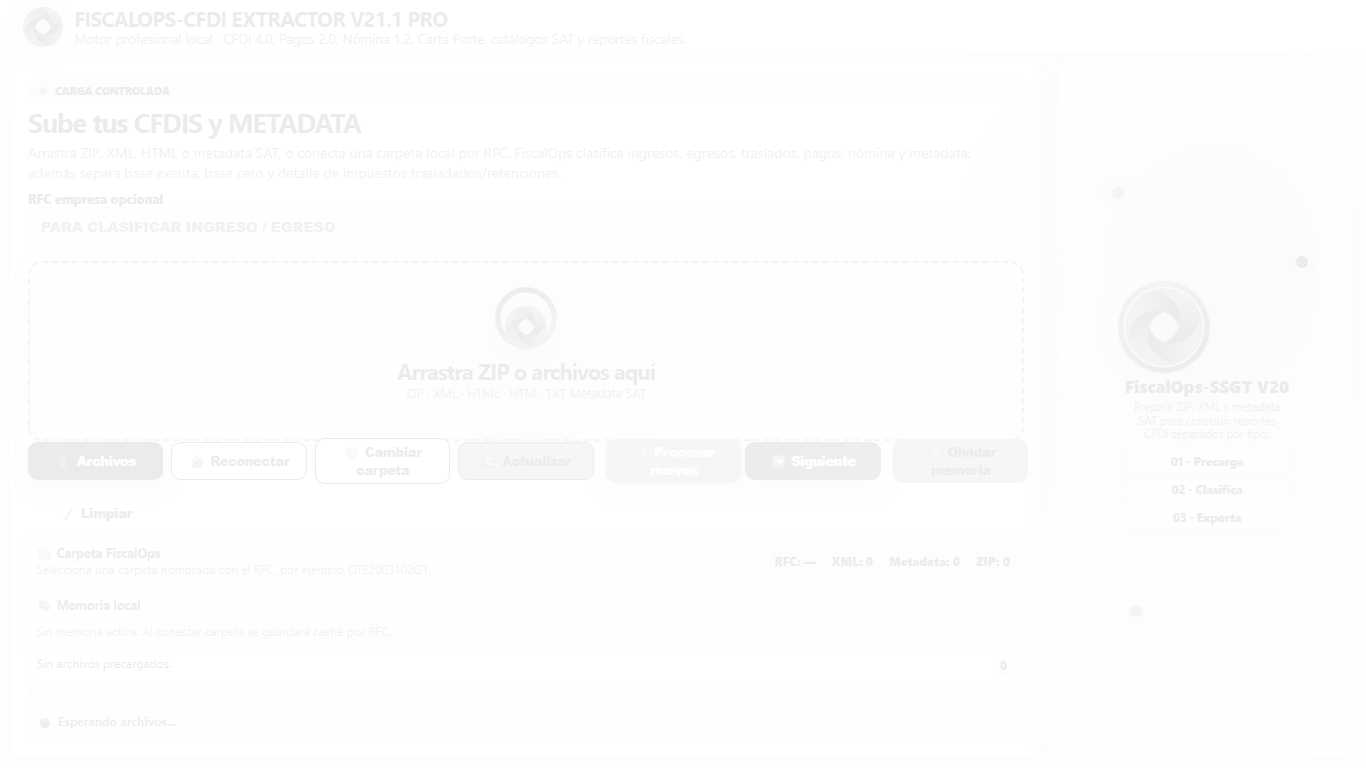 FISCALOPS-CFDI EXTRACTOR V21.1 PRO
Motor profesional local · CFDI 4.0, Pagos 2.0, Nómina 1.2, Carta Porte, catálogos SAT y reportes fiscales.
CARGA CONTROLADA
Sube tus CFDIS y METADATA
Arrastra ZIP, XML, HTML o metadata SAT, o conecta una carpeta local por RFC. FiscalOps clasifica ingresos, egresos, traslados, pagos, nómina y metadata;
además separa base exenta, base cero y detalle de impuestos trasladados/retenciones.
RFC empresa opcional
PARA CLASIFICAR INGRESO / EGRESO
Arrastra ZIP o archivos aquí
ZIP · XML · HTML · HTM · TXT Metadata SAT
Archivos
Reconectar
Cambiar
carpeta
Actualizar
Procesar
nuevos
Siguiente
Olvidar
memoria
Limpiar
Carpeta FiscalOps
Selecciona una carpeta nombrada con el RFC, por ejemplo OTE2003102G1.
RFC: — XML: 0 Metadata: 0 ZIP: 0
Memoria local
Sin memoria activa. Al conectar carpeta se guardará caché por RFC.
Sin archivos precargados.
0
Esperando archivos...
FiscalOps-SSGT V20
Prepara ZIP, XML y metadata
SAT para construir reportes
CFDI separados por tipo.
01 · Precarga
02 · Clasifica
03 · Exporta